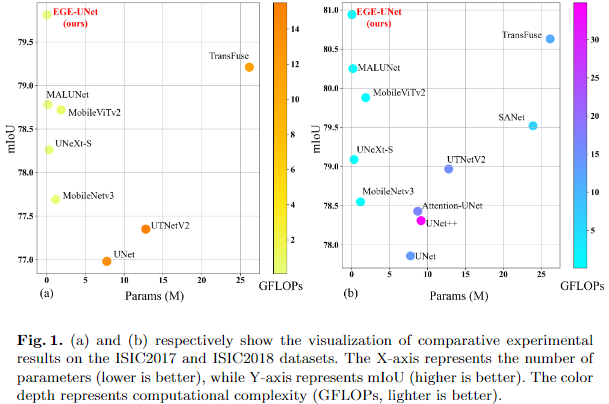 EGE-UNet
(ours)
TransFuse
MALUNet
MobileViTv2
UNeXt-S
MobileNetv3
UTNetV2
UNet
79.5
79.0
78.5
78.0
77.5
77.0
mIoU
0
5
10
15
20
25
Params (M)
(a)
14
12
10
8
6
4
2
GFLOPs
EGE-UNet
(ours)
TransFuse
MALUNet
MobileViTv2
SANet
UNeXt-S
UTNetV2
MobileNetv3
Attention-UNet
UNet++
UNet
81.0
80.5
80.0
79.5
79.0
78.5
78.0
mIoU
0
5
10
15
20
25
Params (M)
(b)
30
25
20
15
10
5
GFLOPs
Fig. 1. (a) and (b) respectively show the visualization of comparative experimental
results on the ISIC2017 and ISIC2018 datasets. The X-axis represents the number of
parameters (lower is better), while Y-axis represents mIoU (higher is better). The color
depth represents computational complexity (GFLOPs, lighter is better).